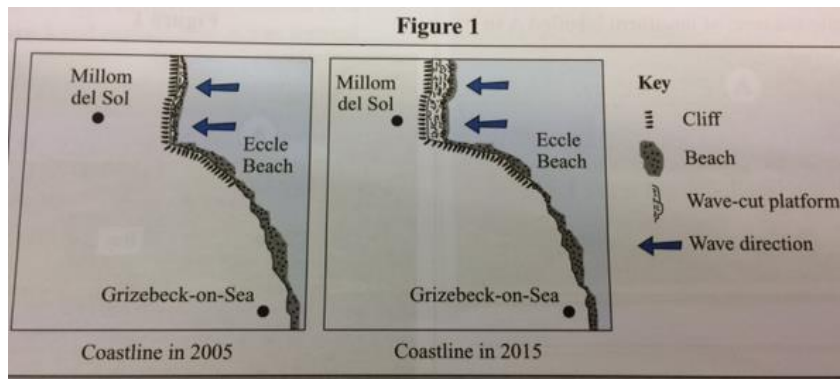 Figure 1
Millom
del Sol
Eccle
Beach
Grizebeck-on-Sea
Coastline in 2005
Millom
del Sol
Eccle
Beach
Grizebeck-on-Sea
Coastline in 2015
Key
Cliff
Beach
Wave-cut platform
Wave direction